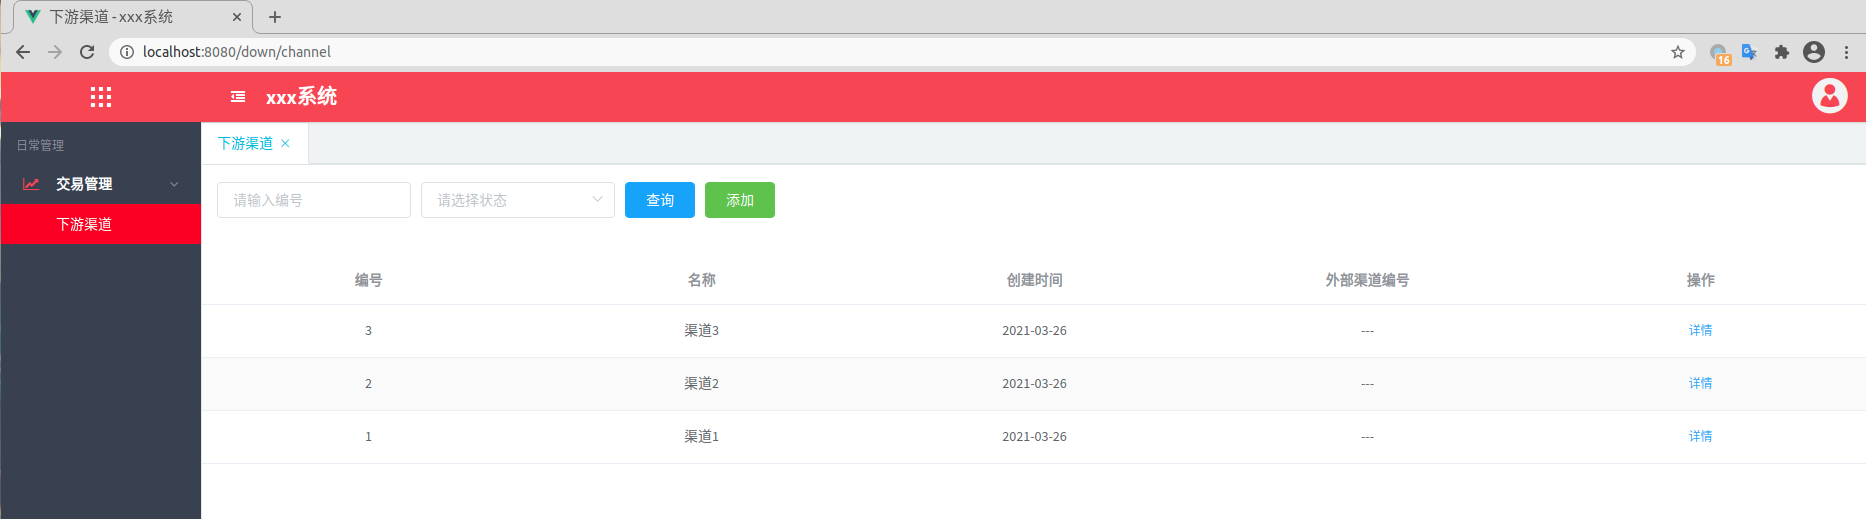 下游渠道 - xxx系统
localhost:8080/down/channel
16
xxx系统
日常管理
交易管理
下游渠道
下游渠道
请输入编号 请选择状态 查询 添加
编号 名称 创建时间 外部渠道编号 操作
3 渠道3 2021-03-26 --- 详情
2 渠道2 2021-03-26 --- 详情
1 渠道1 2021-03-26 --- 详情